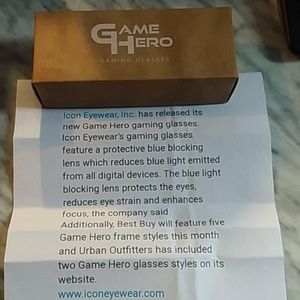 GAME
HERO
GAMING GLASSES
Icon Eyewear, Inc. has released its
new Game Hero gaming glasses.
Icon Eyewear's gaming glasses
feature a protective blue blocking
lens which reduces blue light emitted
from all digital devices. The blue light
blocking lens protects the eyes,
reduces eye strain and enhances
focus, the company said.
Additionally, Best Buy will feature five
Game Hero frame styles this month
and Urban Outfitters has included
two Game Hero glasses styles on its
website.
www.iconeyewear.com